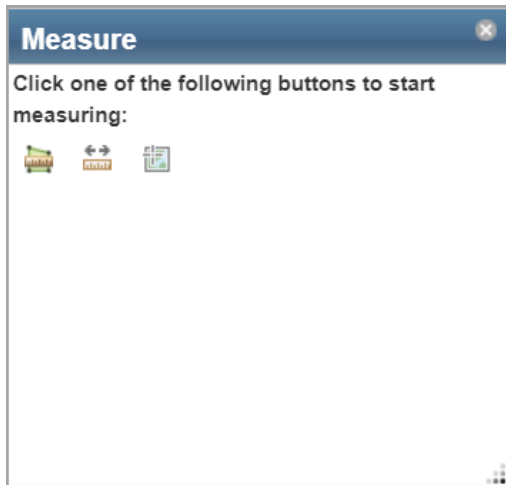 Measure
Click one of the following buttons to start
measuring: